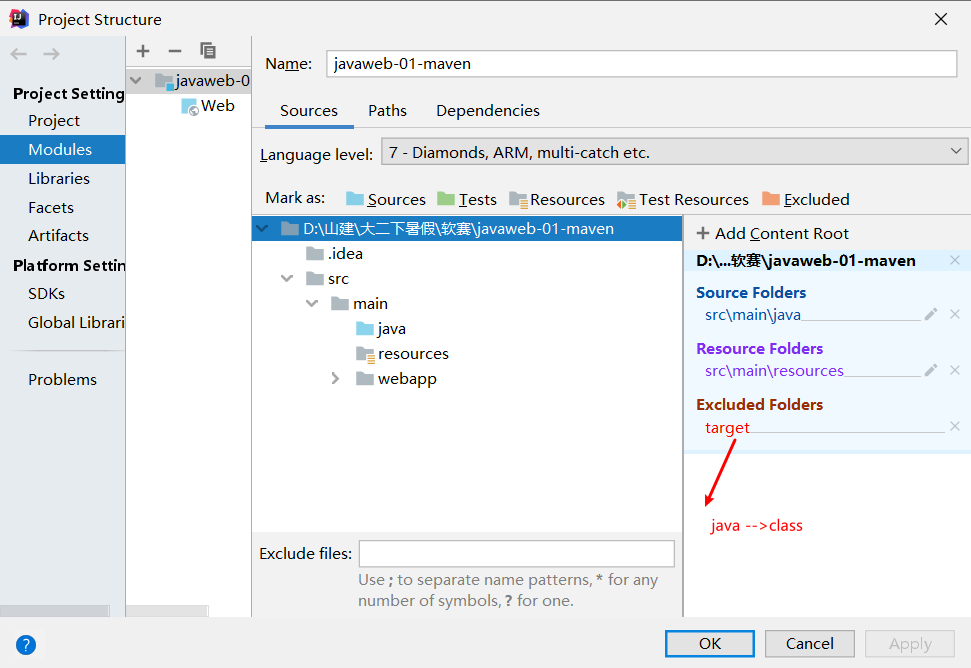 Project Structure
Project Setting
Project
Modules
Libraries
Facets
Artifacts
Platform Settin
SDKs
Global Librari
Problems
javaweb-0
Web
Name: javaweb-01-maven
Sources Paths Dependencies
Language level: 7 - Diamonds, ARM, multi-catch etc.
Mark as: Sources Tests Resources Test Resources Excluded
D:\山建\大二下暑假\软赛\javaweb-01-maven
.idea
src
main
java
resources
webapp
Add Content Root
D:\...软赛\javaweb-01-maven
Source Folders
src\main\java
Resource Folders
src\main\resources
Excluded Folders
target
java -->class
Exclude files:
Use ; to separate name patterns, * for any
number of symbols, ? for one.
?
OK Cancel Apply